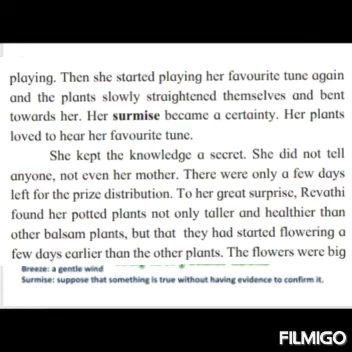 playing. Then she started playing her favourite tune again
and the plants slowly straightened themselves and bent
towards her. Her surmise became a certainty. Her plants
loved to hear her favourite tune.
She kept the knowledge a secret. She did not tell
anyone, not even her mother. There were only a few days
left for the prize distribution. To her great surprise, Revathi
found her potted plants not only taller and healthier than
other balsam plants, but that they had started flowering a
few days earlier than the other plants. The flowers were big
Breeze: a gentle wind
Surmise: suppose that something is true without having evidence to confirm it.
FILMIGO